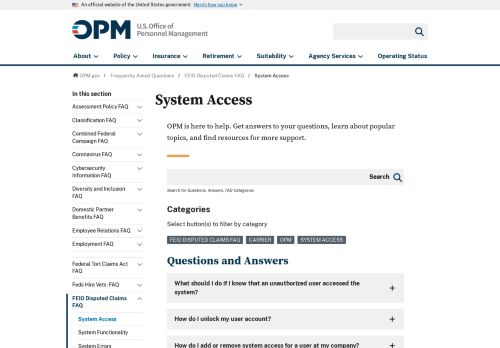 An official website of the United States government Here's how you know
OPM U.S. Office of
Personnel Management
About Policy Insurance Retirement Suitability Agency Services Operating Status
OPM.gov / Frequently Asked Questions / FEIO Disputed Claims FAQ / System Access
In this section
Assessment Policy FAQ
Classification FAQ
Combined Federal
Campaign FAQ
Coronavirus FAQ
Cybersecurity
Information FAQ
Diversity and Inclusion
FAQ
Domestic Partner
Benefits FAQ
Employee Relations FAQ
Employment FAQ
Federal Tort Claims Act
FAQ
Feds Hire Vets- FAQ
FEIO Disputed Claims
FAQ
System Access
System Functionality
System Errors
System Access
OPM is here to help. Get answers to your questions, learn about popular
topics, and find resources for more support.
Search
Search for Questions, Answers, FAQ Categories
Categories
Select button(s) to filter by category
FEIO DISPUTED CLAIMS FAQ CARRIER OPM SYSTEM ACCESS
Questions and Answers
What should I do if I know that an unauthorized user accessed the
system?
How do I unlock my user account?
How do I add or remove system access for a user at my company?